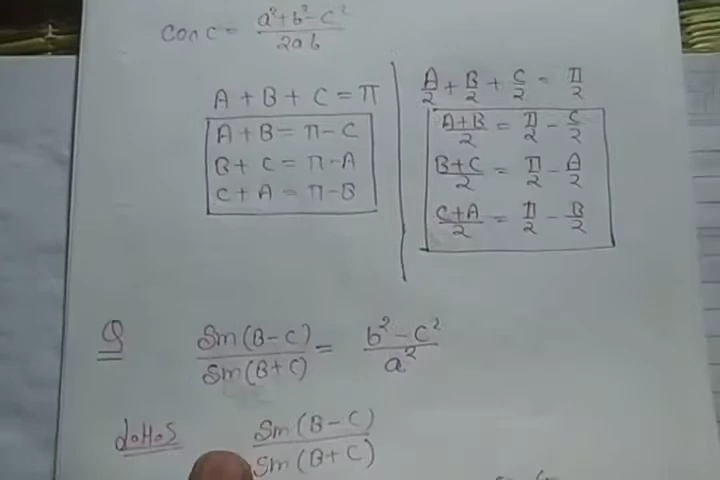 cos c = a²+b²-c² / 2ab
A + B + C = π
A + B = π - C
B + C = π - A
C + A = π - B
A/2 + B/2 + C/2 = π/2
A+B/2 = π/2 - C/2
B+C/2 = π/2 - A/2
C+A/2 = π/2 - B/2
Q Sin(B-C) / Sin(B+C) = b²-c² / a²
L.H.S Sin(B-C) / Sin(B+C)